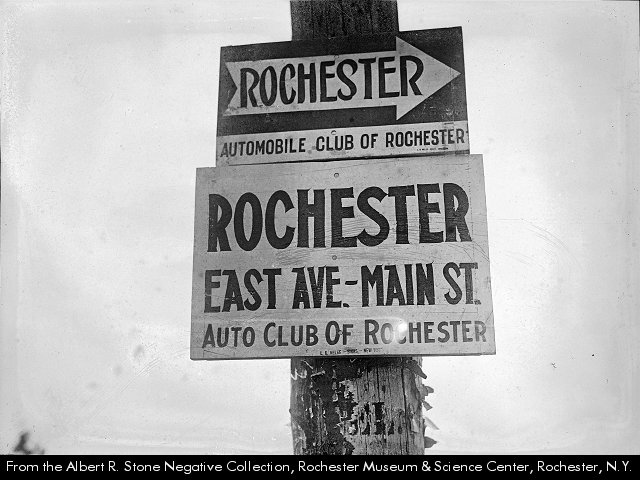 ROCHESTER
AUTOMOBILE CLUB OF ROCHESTER
ROCHESTER
EAST AVE.-MAIN ST.
AUTO CLUB OF ROCHESTER
From the Albert R. Stone Negative Collection, Rochester Museum & Science Center, Rochester, N.Y.